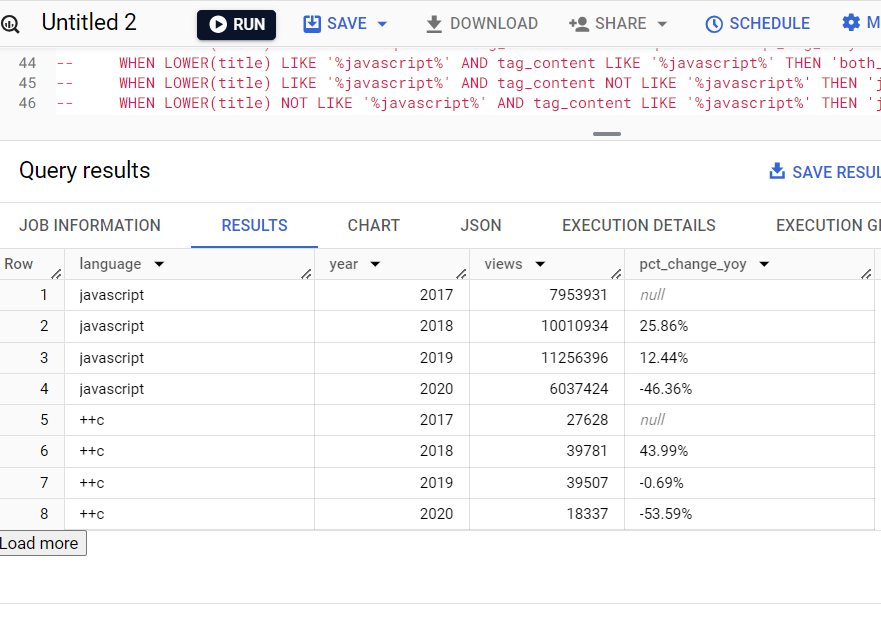 Untitled 2 RUN SAVE DOWNLOAD SHARE SCHEDULE M
44 -- WHEN LOWER(title) LIKE '%javascript%' AND tag_content LIKE '%javascript%' THEN 'both_
45 -- WHEN LOWER(title) LIKE '%javascript%' AND tag_content NOT LIKE '%javascript%' THEN 'j
46 -- WHEN LOWER(title) NOT LIKE '%javascript%' AND tag_content LIKE '%javascript%' THEN 'j
Query results SAVE RESUL
JOB INFORMATION RESULTS CHART JSON EXECUTION DETAILS EXECUTION G
Row language year views pct_change_yoy
1 javascript 2017 7953931 null
2 javascript 2018 10010934 25.86%
3 javascript 2019 11256396 12.44%
4 javascript 2020 6037424 -46.36%
5 ++c 2017 27628 null
6 ++c 2018 39781 43.99%
7 ++c 2019 39507 -0.69%
8 ++c 2020 18337 -53.59%
Load more